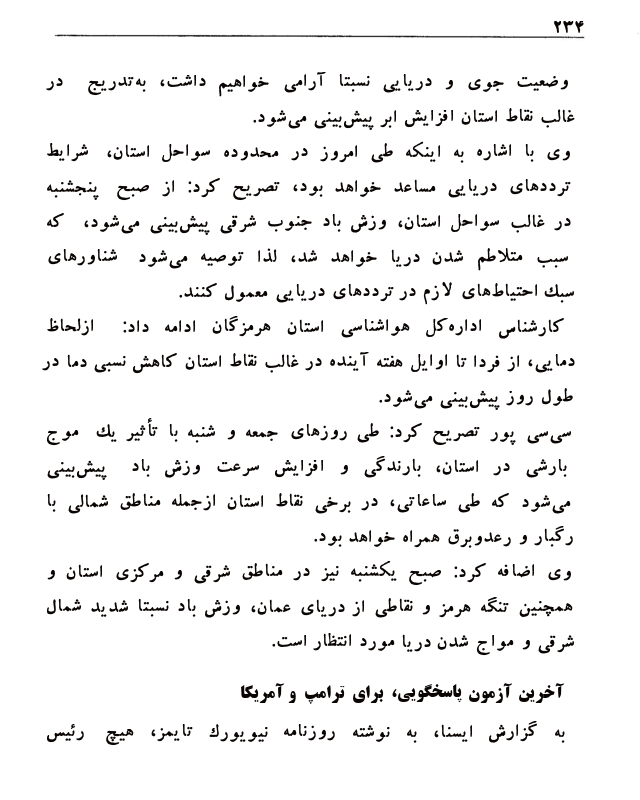 ۲۳۴
وضعیت جوی و دریایی نسبتا آرامی خواهیم داشت، به‌تدریج در
غالب نقاط استان افزایش ابر پیش‌بینی می‌شود.
وی با اشاره به اینکه طی امروز در محدوده سواحل استان، شرایط
ترددهای دریایی مساعد خواهد بود، تصریح کرد: از صبح پنجشنبه
در غالب سواحل استان، وزش باد جنوب شرقی پیش‌بینی می‌شود، که
سبب متلاطم شدن دریا خواهد شد، لذا توصیه می‌شود شناورهای
سبك احتیاط‌های لازم در ترددهای دریایی معمول کنند.
کارشناس اداره‌کل هواشناسی استان هرمزگان ادامه داد: ازلحاظ
دمایی، از فردا تا اوایل هفته آینده در غالب نقاط استان کاهش نسبی دما در
طول روز پیش‌بینی می‌شود.
سی‌سی پور تصریح کرد: طی روزهای جمعه و شنبه با تأثیر یك موج
بارشی در استان، بارندگی و افزایش سرعت وزش باد پیش‌بینی
می‌شود که طی ساعاتی، در برخی نقاط استان ازجمله مناطق شمالی با
رگبار و رعدوبرق همراه خواهد بود.
وی اضافه کرد: صبح یکشنبه نیز در مناطق شرقی و مرکزی استان و
همچنین تنگه هرمز و نقاطی از دریای عمان، وزش باد نسبتا شدید شمال
شرقی و مواج شدن دریا مورد انتظار است.
آخرین آزمون پاسخگویی، برای ترامپ و آمریکا
به گزارش ایسنا، به نوشته روزنامه نیویورك تایمز، هیچ رئیس